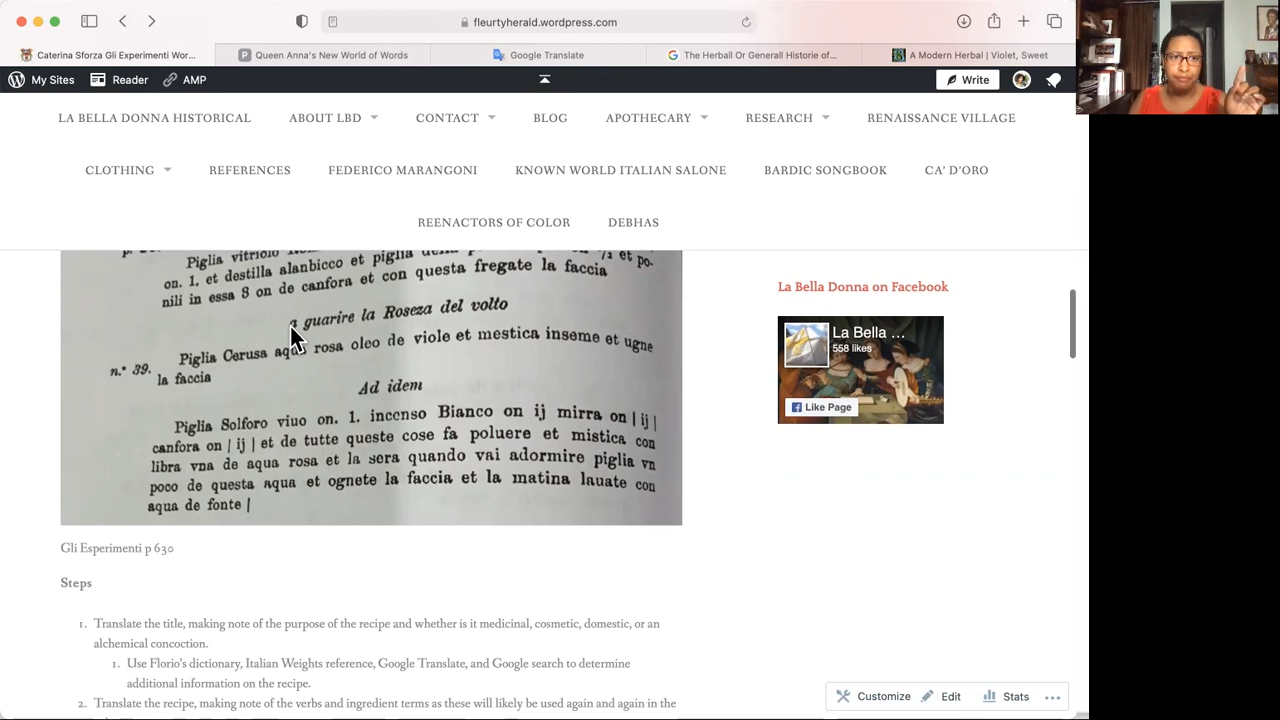 fleurtyherald.wordpress.com
Caterina Sforza Gli Experimenti Wor...
Queen Anna's New World of Words
Google Translate
The Herball Or Generall Historie of...
A Modern Herbal | Violet, Sweet
My Sites Reader AMP
Write
LA BELLA DONNA HISTORICAL ABOUT LBD CONTACT BLOG APOTHECARY RESEARCH RENAISSANCE VILLAGE
CLOTHING REFERENCES FEDERICO MARANGONI KNOWN WORLD ITALIAN SALONE BARDIC SONGBOOK CA' D'ORO
REENACTORS OF COLOR DEBHAS
Piglia vitriolo et piglia et po-
on. 1. et destilla alanbicco et piglia
nili in essa 8 on de canfora et con questa fregate la faccia
a guarire la Roseza del volto
n.° 39. Piglia Cerusa rosa oleo de viole et mestica inseme et ugne
la faccia
Ad idem
Piglia Solforo viuo on. 1. incenso Bianco on ij mirra on | ij |
canfora on | ij | et de tutte queste cose fa poluere et mistica con
libra vna de aqua rosa et la sera quando vai adormire piglia vn
poco de questa aqua et ognete la faccia et la matina lauate con
aqua de fonte |
Gli Esperimenti p 630
Steps
1. Translate the title, making note of the purpose of the recipe and whether is it medicinal, cosmetic, domestic, or an
alchemical concoction.
1. Use Florio's dictionary, Italian Weights reference, Google Translate, and Google search to determine
additional information on the recipe.
2. Translate the recipe, making note of the verbs and ingredient terms as these will likely be used again and again in the
La Bella Donna on Facebook
La Bella ...
558 likes
Like Page
Customize Edit Stats